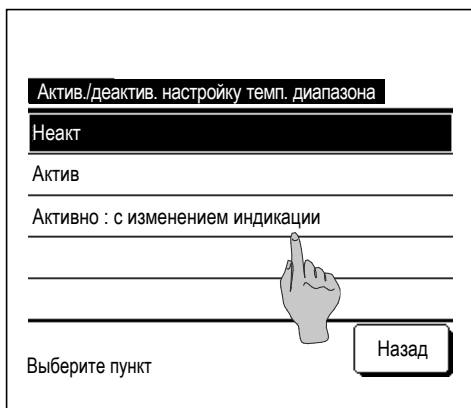 Актив./деактив. настройку темп. диапазона
Неакт
Актив
Активно : с изменением индикации
Выберите пункт
Назад